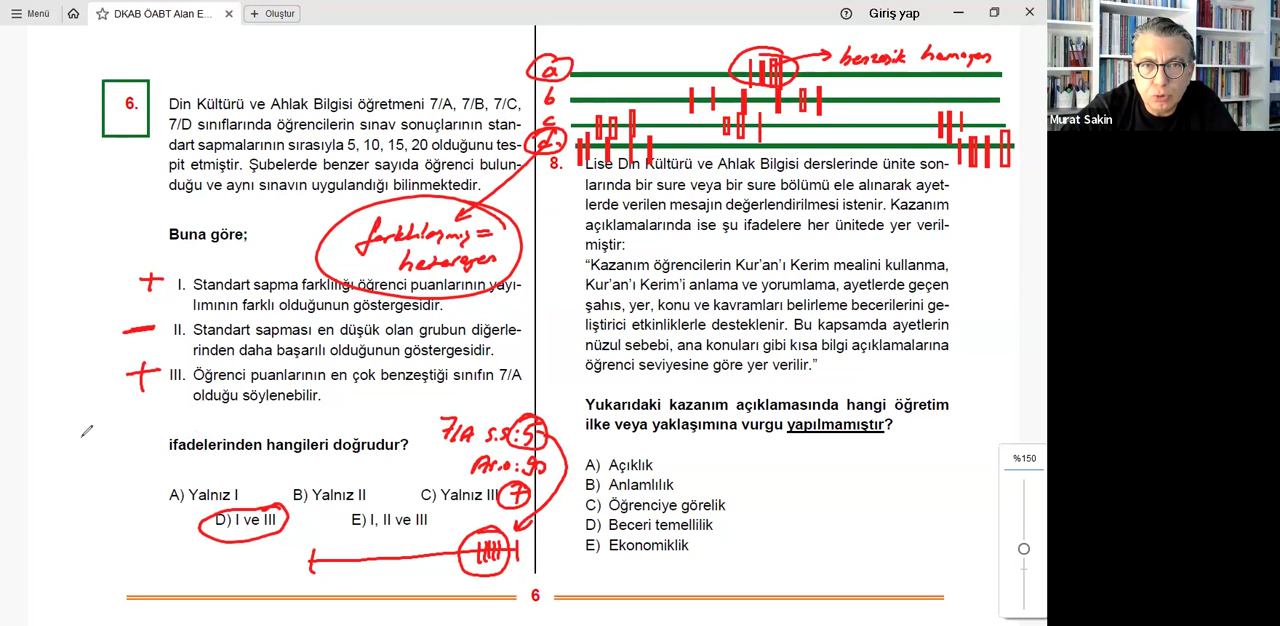 Menü
DKAB ÖABT Alan E...
+ Oluştur
Giriş yap
6.
Din Kültürü ve Ahlak Bilgisi öğretmeni 7/A, 7/B, 7/C,
7/D sınıflarında öğrencilerin sınav sonuçlarının stan-
dart sapmalarının sırasıyla 5, 10, 15, 20 olduğunu tes-
pit etmiştir. Şubelerde benzer sayıda öğrenci bulun-
duğu ve aynı sınavın uygulandığı bilinmektedir.
farklılaşmış =
heterojen
Buna göre;
+ I. Standart sapma farklılığı öğrenci puanlarının yayı-
lımının farklı olduğunun göstergesidir.
– II. Standart sapması en düşük olan grubun diğerle-
rinden daha başarılı olduğunun göstergesidir.
+ III. Öğrenci puanlarının en çok benzeştiği sınıfın 7/A
olduğu söylenebilir.
7/A s.s: 5
Ar.o: 90
ifadelerinden hangileri doğrudur?
A) Yalnız I B) Yalnız II C) Yalnız III
7
D) I ve III E) I, II ve III
a
benzeşik homojen
b
c
d
8. Lise Din Kültürü ve Ahlak Bilgisi derslerinde ünite son-
larında bir sure veya bir sure bölümü ele alınarak ayet-
lerde verilen mesajın değerlendirilmesi istenir. Kazanım
açıklamalarında ise şu ifadelere her ünitede yer veril-
miştir:
“Kazanım öğrencilerin Kur’an’ı Kerim mealini kullanma,
Kur’an’ı Kerim’i anlama ve yorumlama, ayetlerde geçen
şahıs, yer, konu ve kavramları belirleme becerilerini ge-
liştirici etkinliklerle desteklenir. Bu kapsamda ayetlerin
nüzul sebebi, ana konuları gibi kısa bilgi açıklamalarına
öğrenci seviyesine göre yer verilir.”
Yukarıdaki kazanım açıklamasında hangi öğretim
ilke veya yaklaşımına vurgu yapılmamıştır?
A) Açıklık
B) Anlamlılık
C) Öğrenciye görelik
D) Beceri temellilik
E) Ekonomiklik
6
%150
Murat Sakin